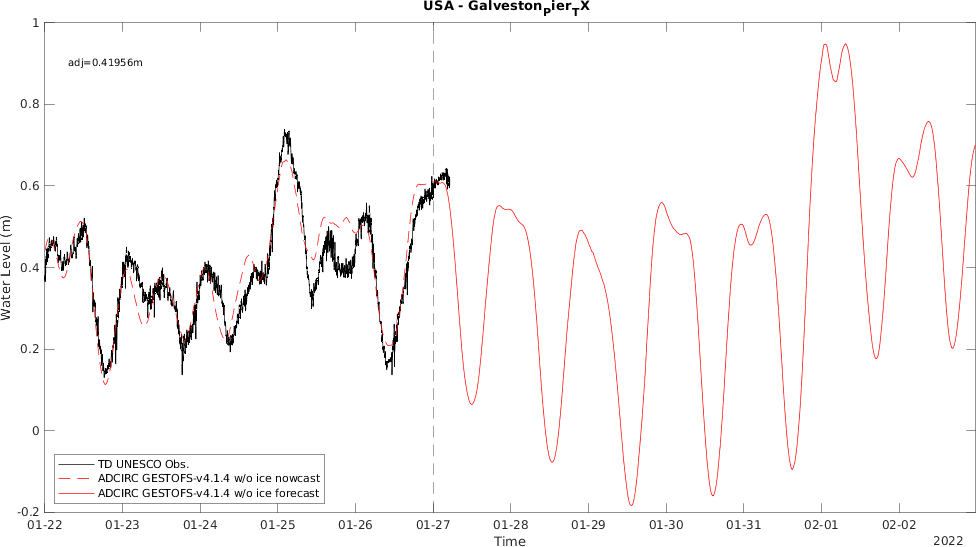 USA - Galveston_Pier_TX
1
adj=0.41956m
0.8
0.6
0.4
0.2
0
-0.2
Water Level (m)
TD UNESCO Obs.
ADCIRC GESTOFS-v4.1.4 w/o ice nowcast
ADCIRC GESTOFS-v4.1.4 w/o ice forecast
01-22 01-23 01-24 01-25 01-26 01-27 01-28 01-29 01-30 01-31 02-01 02-02
Time
2022